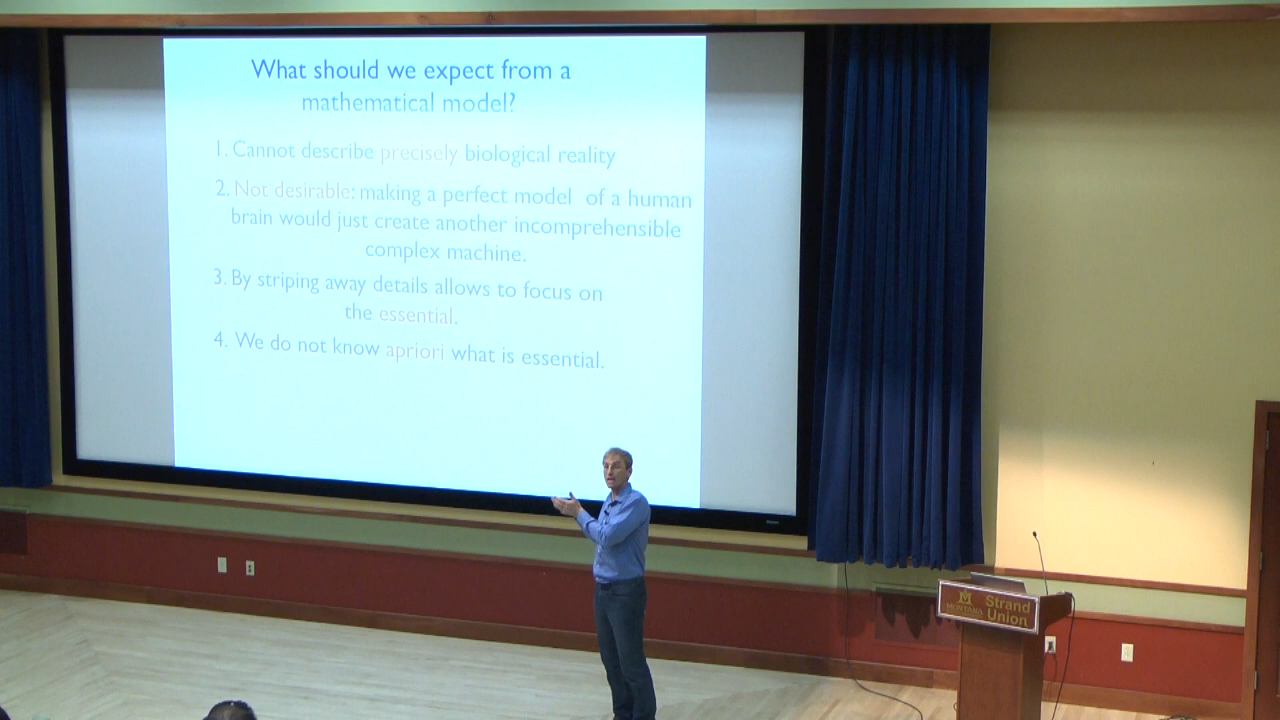 What should we expect from a
mathematical model?
1. Cannot describe precisely biological reality
2. Not desirable: making a perfect model of a human
brain would just create another incomprehensible
complex machine.
3. By striping away details allows to focus on
the essential.
4. We do not know apriori what is essential.
M
MONTANA
Strand
Union